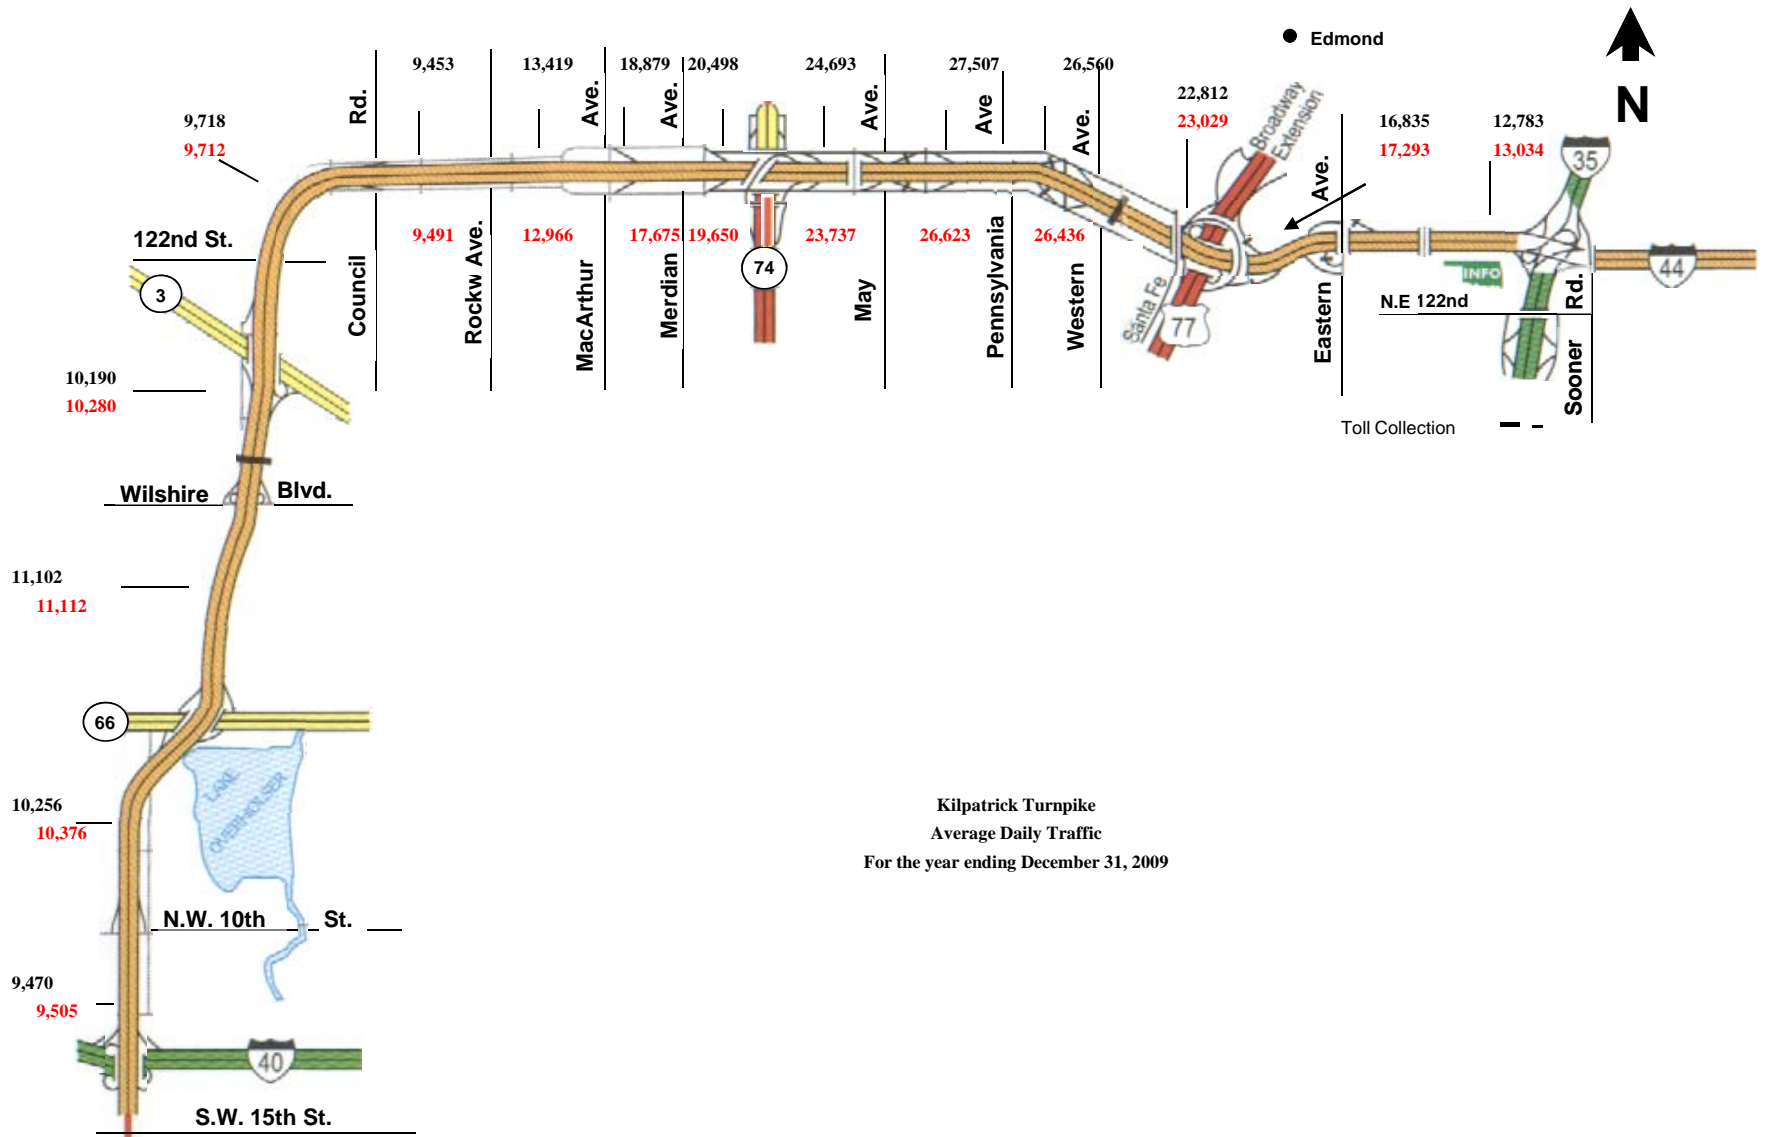 Edmond
N
9,453
13,419
18,879
20,498
24,693
27,507
26,560
22,812
23,029
16,835
17,293
12,783
13,034
9,718
9,712
Rd.
Ave.
Ave.
Ave.
Ave
Ave.
Broadway
Extension
Ave.
35
122nd St.
3
9,491
12,966
17,675
19,650
23,737
26,623
26,436
74
Council
Rockw Ave.
MacArthur
Merdian
May
Pennsylvania
Western
Santa Fe
77
Eastern
INFO
44
N.E 122nd
Rd.
Sooner
Toll Collection
10,190
10,280
Wilshire Blvd.
11,102
11,112
66
LAKE
OVERHOLSER
10,256
10,376
Kilpatrick Turnpike
Average Daily Traffic
For the year ending December 31, 2009
N.W. 10th St.
9,470
9,505
40
S.W. 15th St.